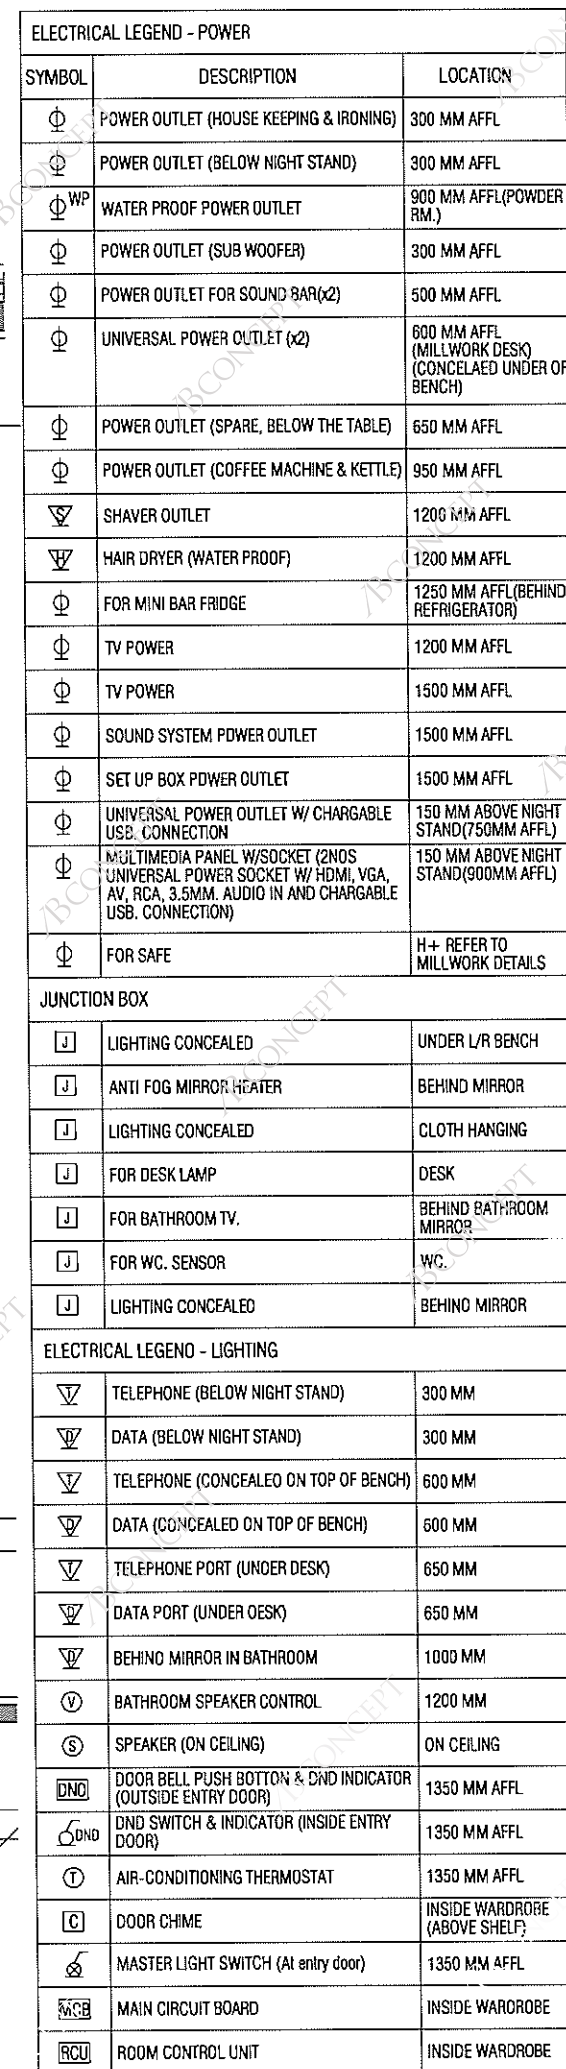 ELECTRICAL LEGEND - POWER
SYMBOL DESCRIPTION LOCATION
POWER OUTLET (HOUSE KEEPING & IRONING) 300 MM AFFL
POWER OUTLET (BELOW NIGHT STAND) 300 MM AFFL
WP WATER PROOF POWER OUTLET 900 MM AFFL(POWDER
RM.)
POWER OUTLET (SUB WOOFER) 300 MM AFFL
POWER OUTLET FOR SOUND BAR(x2) 500 MM AFFL
UNIVERSAL POWER OUTLET (x2) 600 MM AFFL
(MILLWORK DESK)
(CONCELAED UNDER OF
BENCH)
POWER OUTLET (SPARE, BELOW THE TABLE) 650 MM AFFL
POWER OUTLET (COFFEE MACHINE & KETTLE) 950 MM AFFL
S SHAVER OUTLET 1200 MM AFFL
H HAIR DRYER (WATER PROOF) 1200 MM AFFL
FOR MINI BAR FRIDGE 1250 MM AFFL(BEHIND
REFRIGERATOR)
TV POWER 1200 MM AFFL
TV POWER 1500 MM AFFL
SOUND SYSTEM POWER OUTLET 1500 MM AFFL
SET UP BOX POWER OUTLET 1500 MM AFFL
UNIVERSAL POWER OUTLET W/ CHARGABLE 150 MM ABOVE NIGHT
USB. CONNECTION STAND(750MM AFFL)
MULTIMEDIA PANEL W/SOCKET (2NOS 150 MM ABOVE NIGHT
UNIVERSAL POWER SOCKET W/ HDMI, VGA, STAND(900MM AFFL)
AV, RCA, 3.5MM. AUDIO IN AND CHARGABLE
USB. CONNECTION)
FOR SAFE H+ REFER TO
MILLWORK DETAILS
JUNCTION BOX
J LIGHTING CONCEALED UNDER L/R BENCH
J ANTI FOG MIRROR HEATER BEHIND MIRROR
J LIGHTING CONCEALED CLOTH HANGING
J FOR DESK LAMP DESK
J FOR BATHROOM TV. BEHIND BATHROOM
MIRROR
J FOR WC. SENSOR WC.
J LIGHTING CONCEALED BEHIND MIRROR
ELECTRICAL LEGEND - LIGHTING
T TELEPHONE (BELOW NIGHT STAND) 300 MM
D DATA (BELOW NIGHT STAND) 300 MM
T TELEPHONE (CONCEALED ON TOP OF BENCH) 600 MM
D DATA (CONCEALED ON TOP OF BENCH) 600 MM
T TELEPHONE PORT (UNDER DESK) 650 MM
D DATA PORT (UNDER DESK) 650 MM
D BEHIND MIRROR IN BATHROOM 1000 MM
V BATHROOM SPEAKER CONTROL 1200 MM
S SPEAKER (ON CEILING) ON CEILING
DND DOOR BELL PUSH BOTTON & DND INDICATOR 1350 MM AFFL
(OUTSIDE ENTRY DOOR)
DND DND SWITCH & INDICATOR (INSIDE ENTRY 1350 MM AFFL
DOOR)
T AIR-CONDITIONING THERMOSTAT 1350 MM AFFL
C DOOR CHIME INSIDE WARDROBE
(ABOVE SHELF)
MASTER LIGHT SWITCH (At entry door) 1350 MM AFFL
MCB MAIN CIRCUIT BOARD INSIDE WARDROBE
RCU ROOM CONTROL UNIT INSIDE WARDROBE